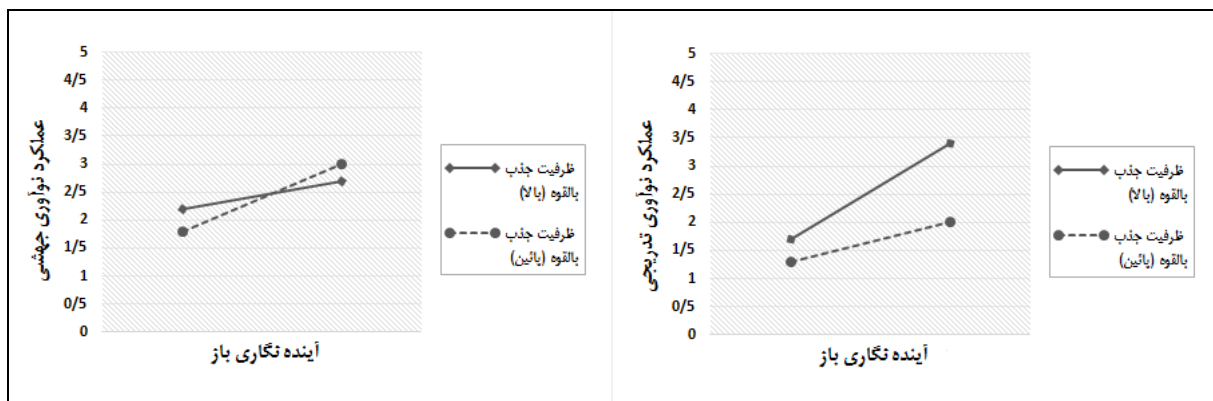 عملکرد نوآوری جهشی
5
4/5
4
3/5
3
2/5
2
1/5
1
0/5
0
آینده نگاری باز
ظرفیت جذب
بالقوه (بالا)
ظرفیت جذب
بالقوه (پائین)
عملکرد نوآوری تدریجی
5
4/5
4
3/5
3
2/5
2
1/5
1
0/5
0
آینده نگاری باز
ظرفیت جذب
بالقوه (بالا)
ظرفیت جذب
بالقوه (پائین)